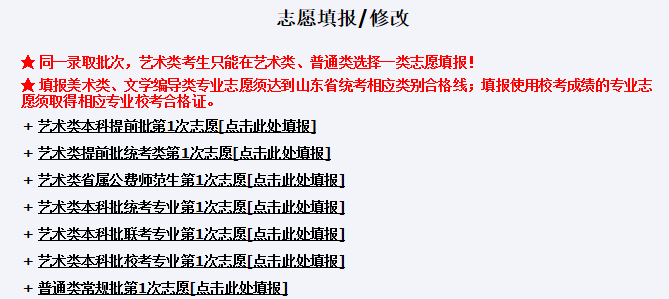 志愿填报/修改
★ 同一录取批次，艺术类考生只能在艺术类、普通类选择一类志愿填报！
★ 填报美术类、文学编导类专业志愿须达到山东省统考相应类别合格线；填报使用校考成绩的专业志
愿须取得相应专业校考合格证。
+ 艺术类本科提前批第1次志愿[点击此处填报]
+ 艺术类提前批统考类第1次志愿[点击此处填报]
+ 艺术类省属公费师范生第1次志愿[点击此处填报]
+ 艺术类本科批统考专业第1次志愿[点击此处填报]
+ 艺术类本科批联考专业第1次志愿[点击此处填报]
+ 艺术类本科批校考专业第1次志愿[点击此处填报]
+ 普通类常规批第1次志愿[点击此处填报]